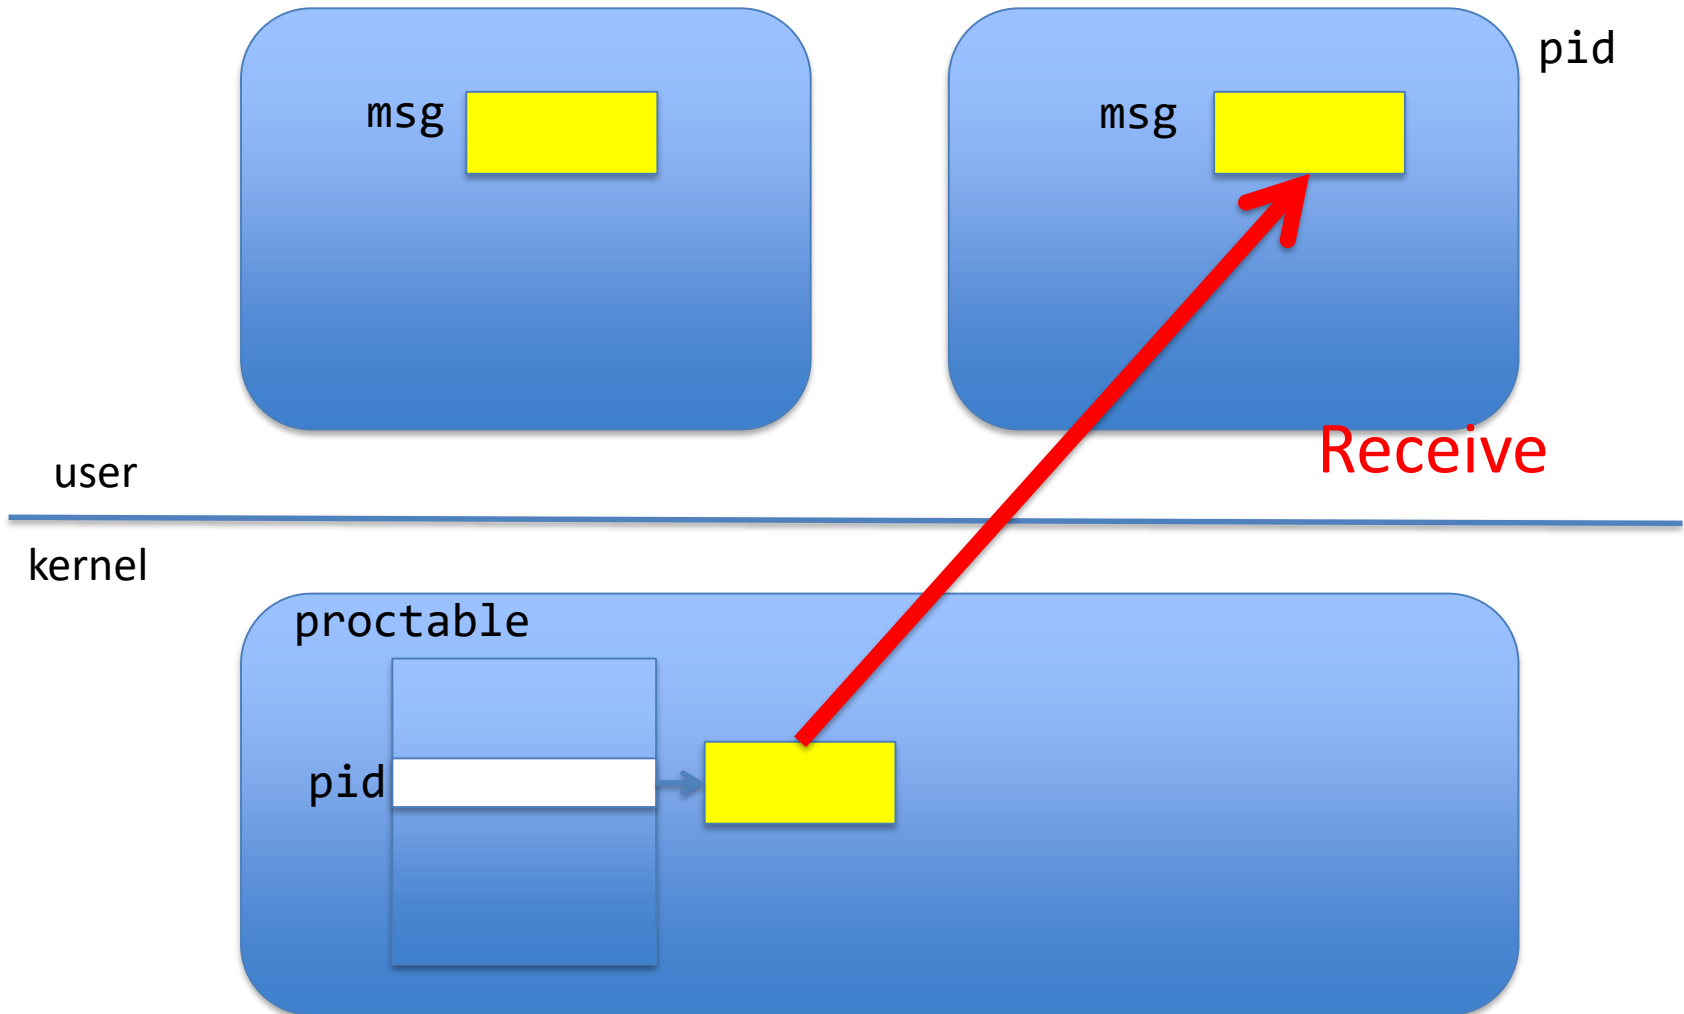 pid
msg
msg
Receive
user
kernel
proctable
pid